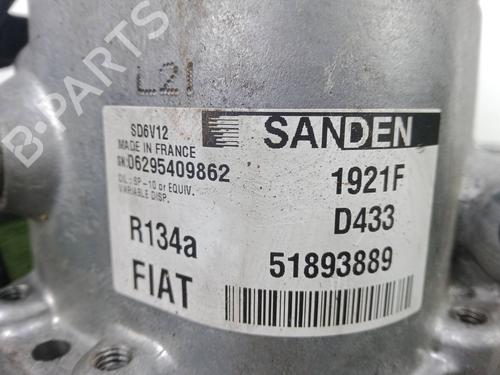 L21
SD6V12
MADE IN FRANCE
SN:06295409862
OIL : SP-10 or EQUIV.
VARIABLE DISP.
R134a
FIAT
SANDEN
1921F
D433
51893889
B-PARTS